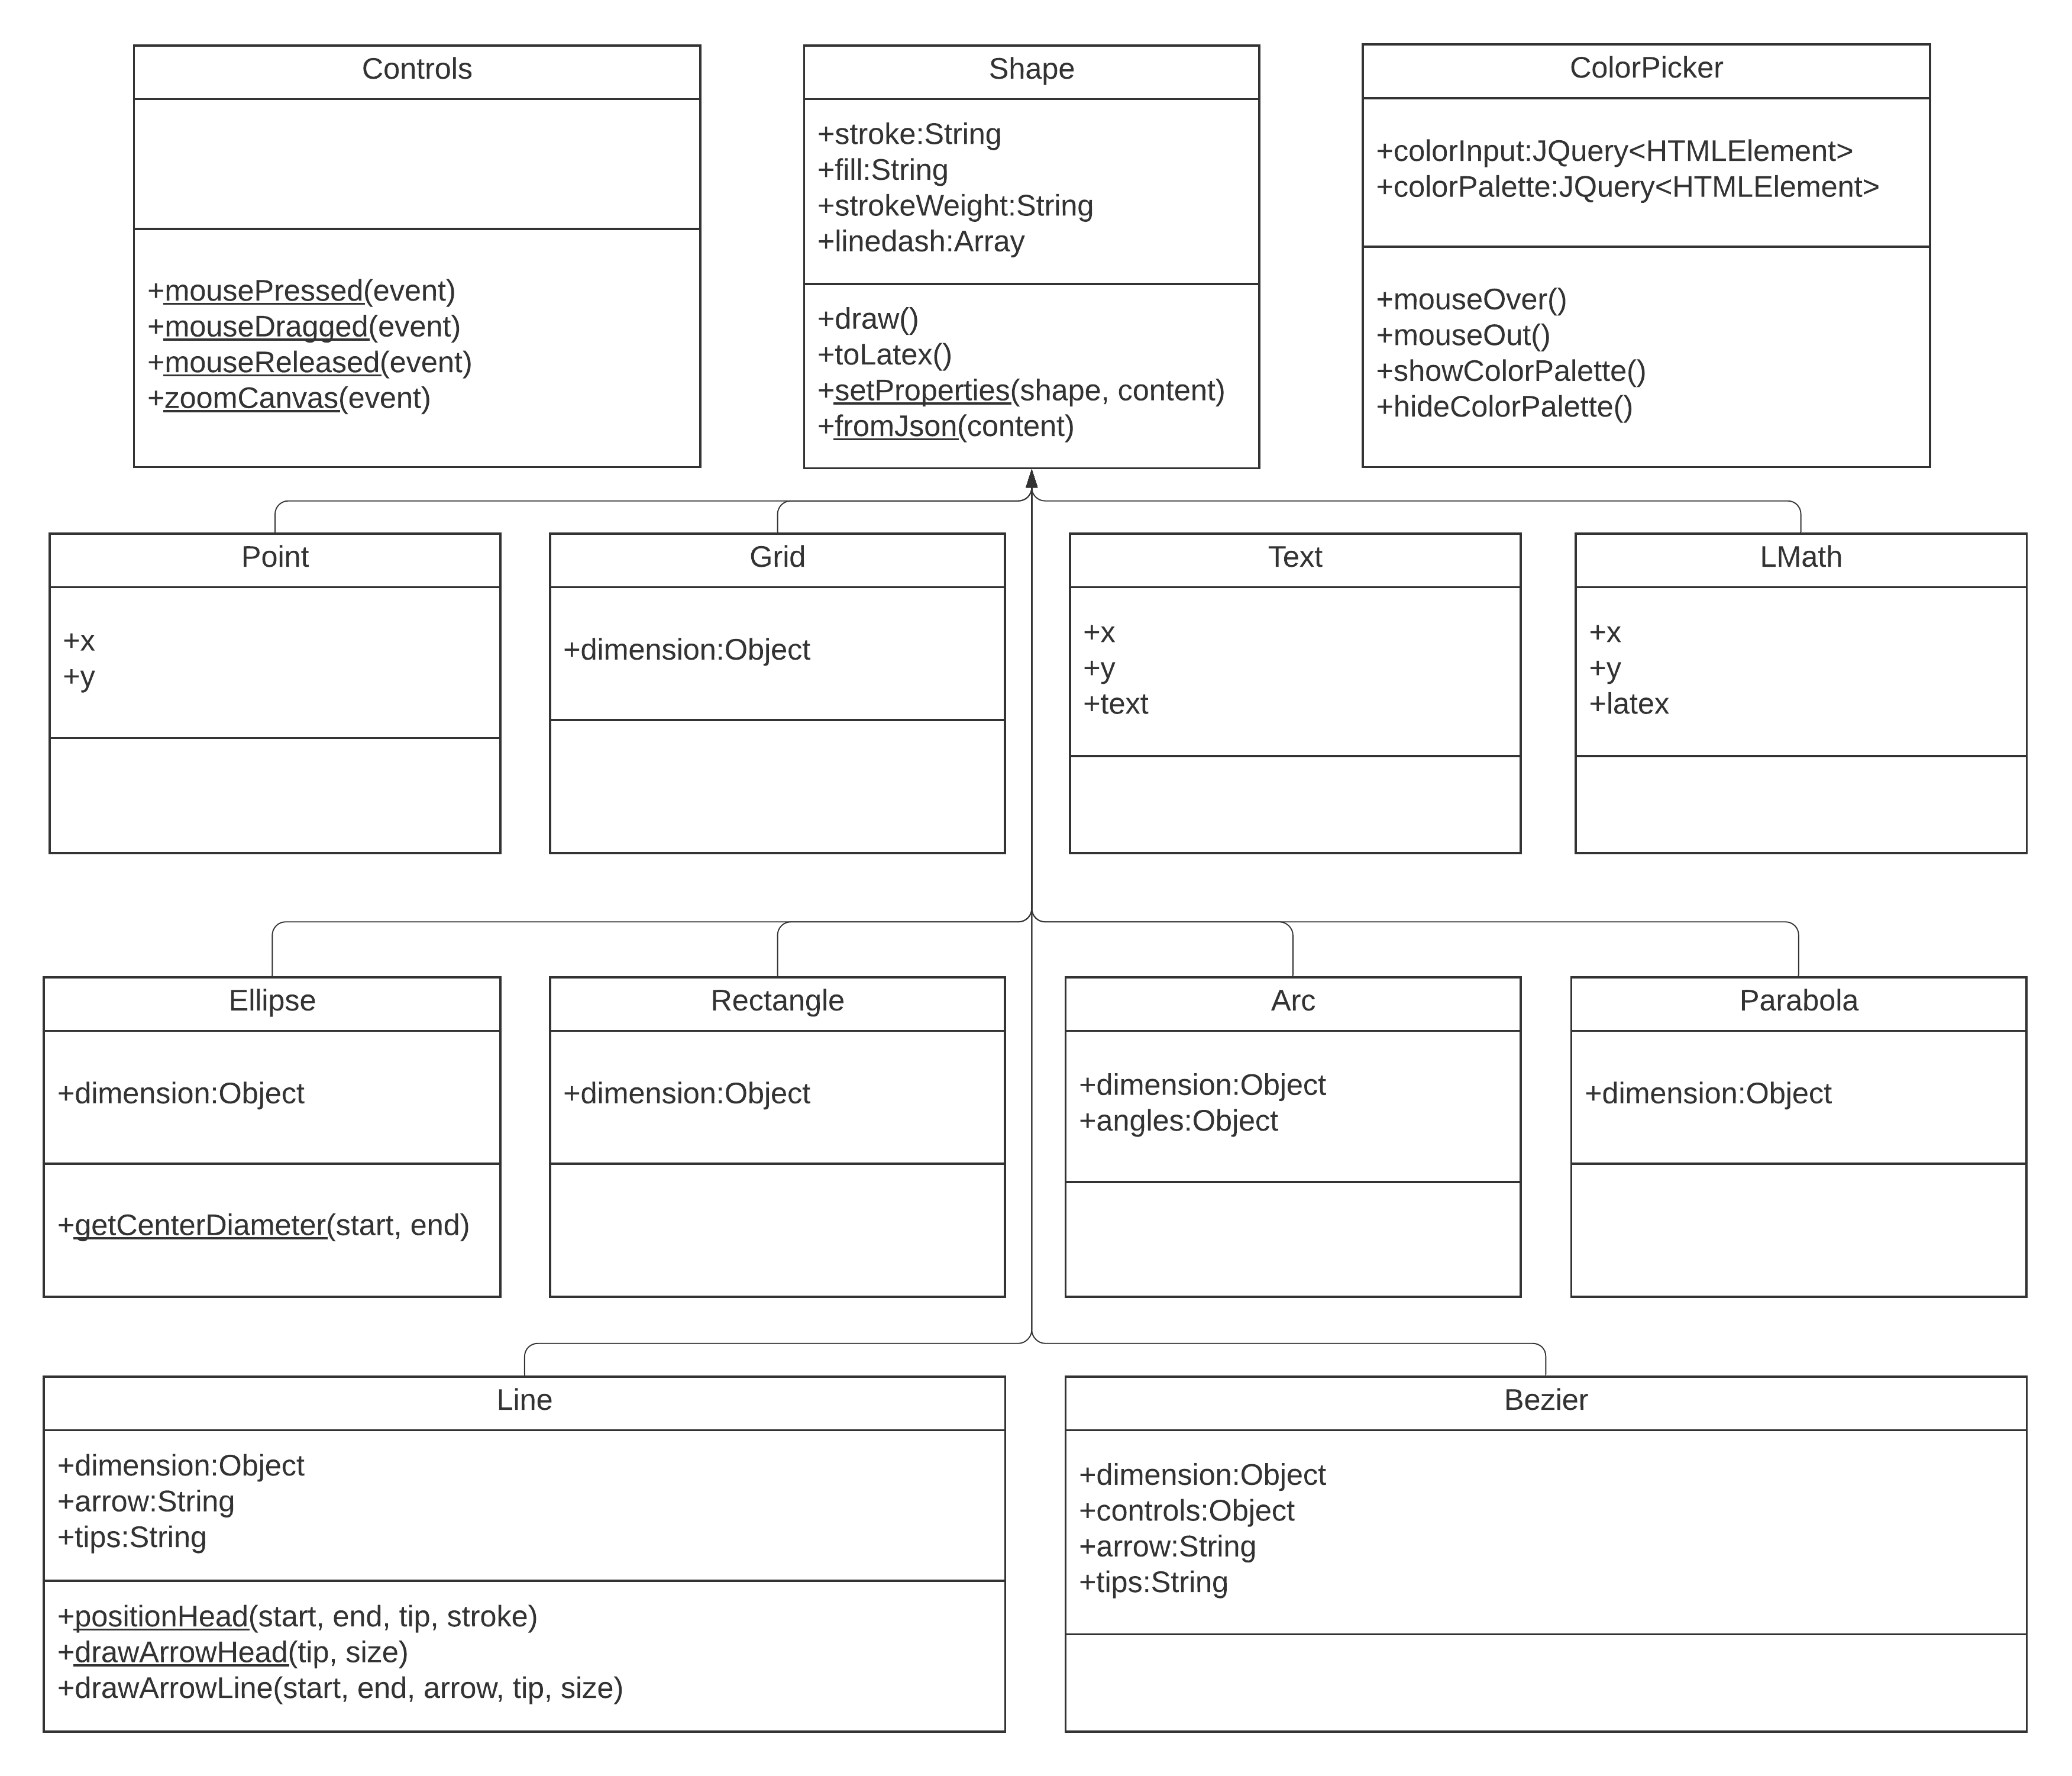 Controls
+mousePressed(event)
+mouseDragged(event)
+mouseReleased(event)
+zoomCanvas(event)
Shape
+stroke:String
+fill:String
+strokeWeight:String
+linedash:Array
+draw()
+toLatex()
+setProperties(shape, content)
+fromJson(content)
ColorPicker
+colorInput:JQuery<HTMLElement>
+colorPalette:JQuery<HTMLElement>
+mouseOver()
+mouseOut()
+showColorPalette()
+hideColorPalette()
Point
+x
+y
Grid
+dimension:Object
Text
+x
+y
+text
LMath
+x
+y
+latex
Ellipse
+dimension:Object
+getCenterDiameter(start, end)
Rectangle
+dimension:Object
Arc
+dimension:Object
+angles:Object
Parabola
+dimension:Object
Line
+dimension:Object
+arrow:String
+tips:String
+positionHead(start, end, tip, stroke)
+drawArrowHead(tip, size)
+drawArrowLine(start, end, arrow, tip, size)
Bezier
+dimension:Object
+controls:Object
+arrow:String
+tips:String